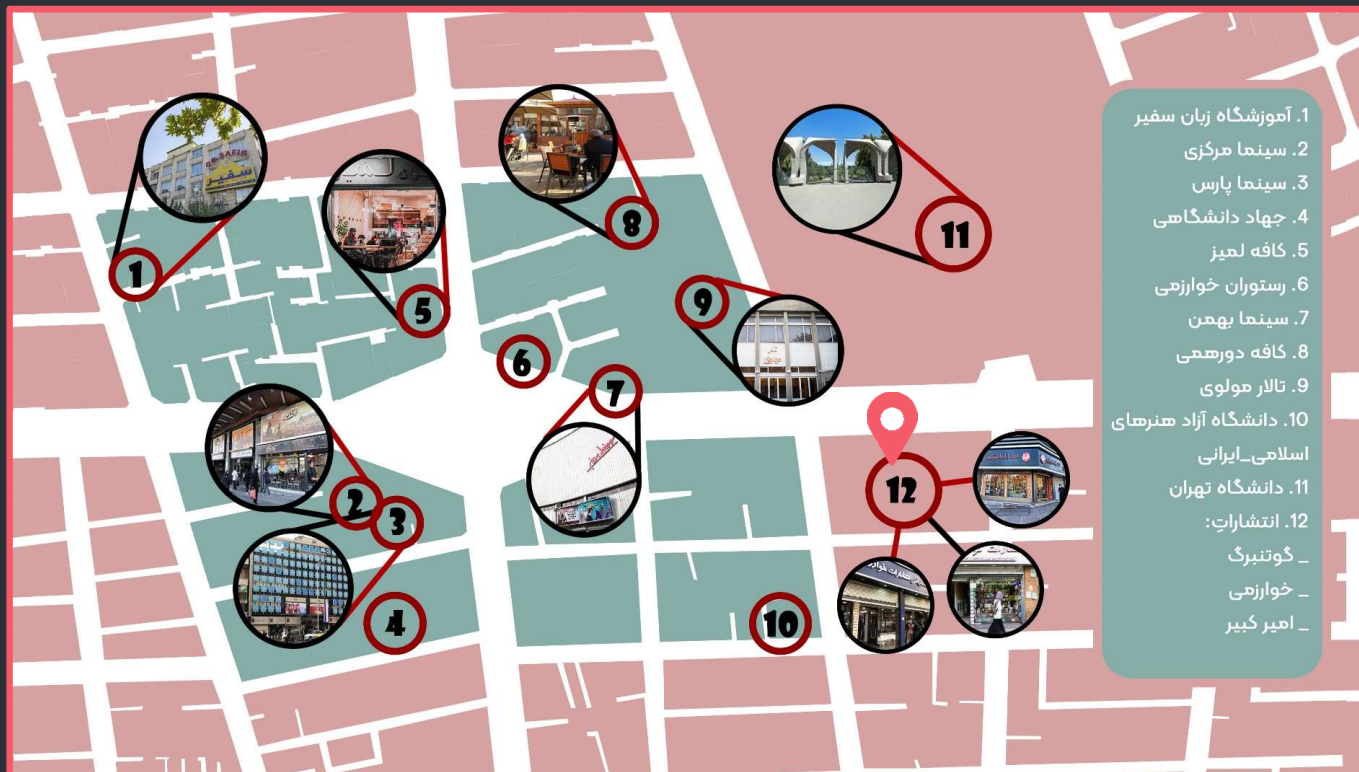 1. آموزشگاه زبان سفیر
2. سینما مرکزی
3. سینما پارس
4. جهاد دانشگاهی
5. کافه لمیز
6. رستوران خوارزمی
7. سینما بهمن
8. کافه دورهمی
9. تالار مولوی
10. دانشگاه آزاد هنرهای
اسلامی_ایرانی
11. دانشگاه تهران
12. انتشاراتِ:
_ گوتنبرگ
_ خوارزمی
_ امیر کبیر
SAFIR
سفیر
1
5
8
11
9
6
7
2
3
12
4
10